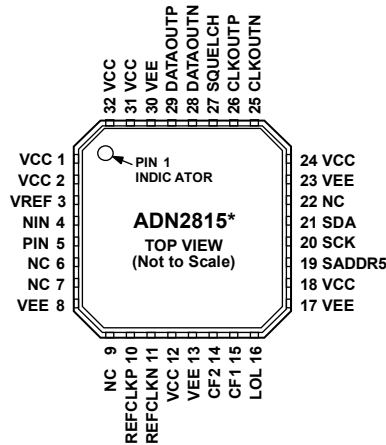 32 VCC
31 VCC
30 VEE
29 DATAOUTP
28 DATAOUTN
27 SQUELCH
26 CLKOUTP
25 CLKOUTN
VCC 1
VCC 2
VREF 3
NIN 4
PIN 5
NC 6
NC 7
VEE 8
PIN 1
INDIC ATOR
ADN2815*
TOP VIEW
(Not to Scale)
24 VCC
23 VEE
22 NC
21 SDA
20 SCK
19 SADDR5
18 VCC
17 VEE
NC 9
REFCLKP 10
REFCLKN 11
VCC 12
VEE 13
CF2 14
CF1 15
LOL 16